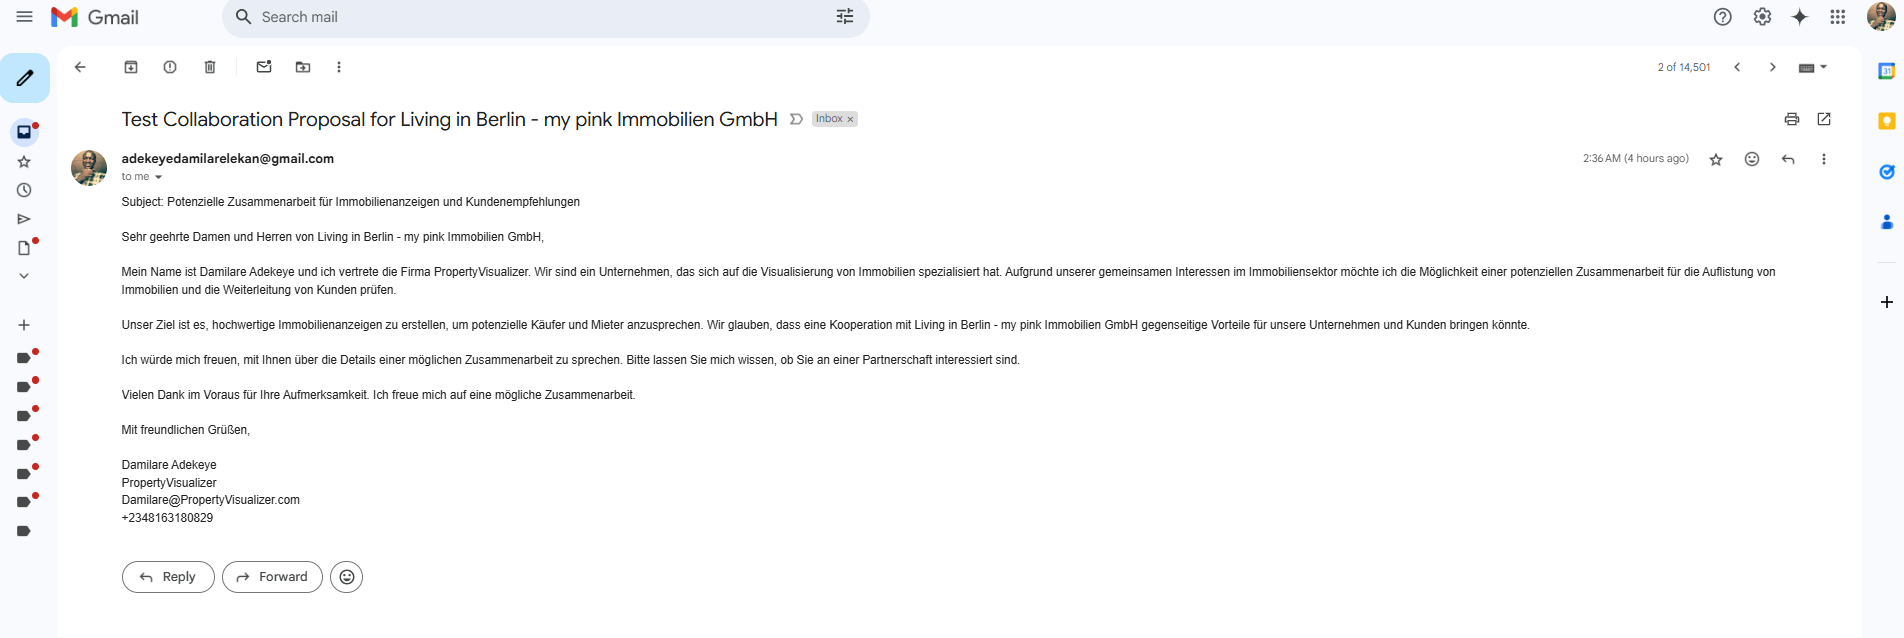 Gmail
Search mail
2 of 14,501
31
Test Collaboration Proposal for Living in Berlin - my pink Immobilien GmbH
Inbox ×
adekeyedamilarelekan@gmail.com
2:36 AM (4 hours ago)
to me
Subject: Potenzielle Zusammenarbeit für Immobilienanzeigen und Kundenempfehlungen
Sehr geehrte Damen und Herren von Living in Berlin - my pink Immobilien GmbH,
Mein Name ist Damilare Adekeye und ich vertrete die Firma PropertyVisualizer. Wir sind ein Unternehmen, das sich auf die Visualisierung von Immobilien spezialisiert hat. Aufgrund unserer gemeinsamen Interessen im Immobiliensektor möchte ich die Möglichkeit einer potenziellen Zusammenarbeit für die Auflistung von
Immobilien und die Weiterleitung von Kunden prüfen.
Unser Ziel ist es, hochwertige Immobilienanzeigen zu erstellen, um potenzielle Käufer und Mieter anzusprechen. Wir glauben, dass eine Kooperation mit Living in Berlin - my pink Immobilien GmbH gegenseitige Vorteile für unsere Unternehmen und Kunden bringen könnte.
Ich würde mich freuen, mit Ihnen über die Details einer möglichen Zusammenarbeit zu sprechen. Bitte lassen Sie mich wissen, ob Sie an einer Partnerschaft interessiert sind.
Vielen Dank im Voraus für Ihre Aufmerksamkeit. Ich freue mich auf eine mögliche Zusammenarbeit.
Mit freundlichen Grüßen,
Damilare Adekeye
PropertyVisualizer
Damilare@PropertyVisualizer.com
+2348163180829
Reply
Forward